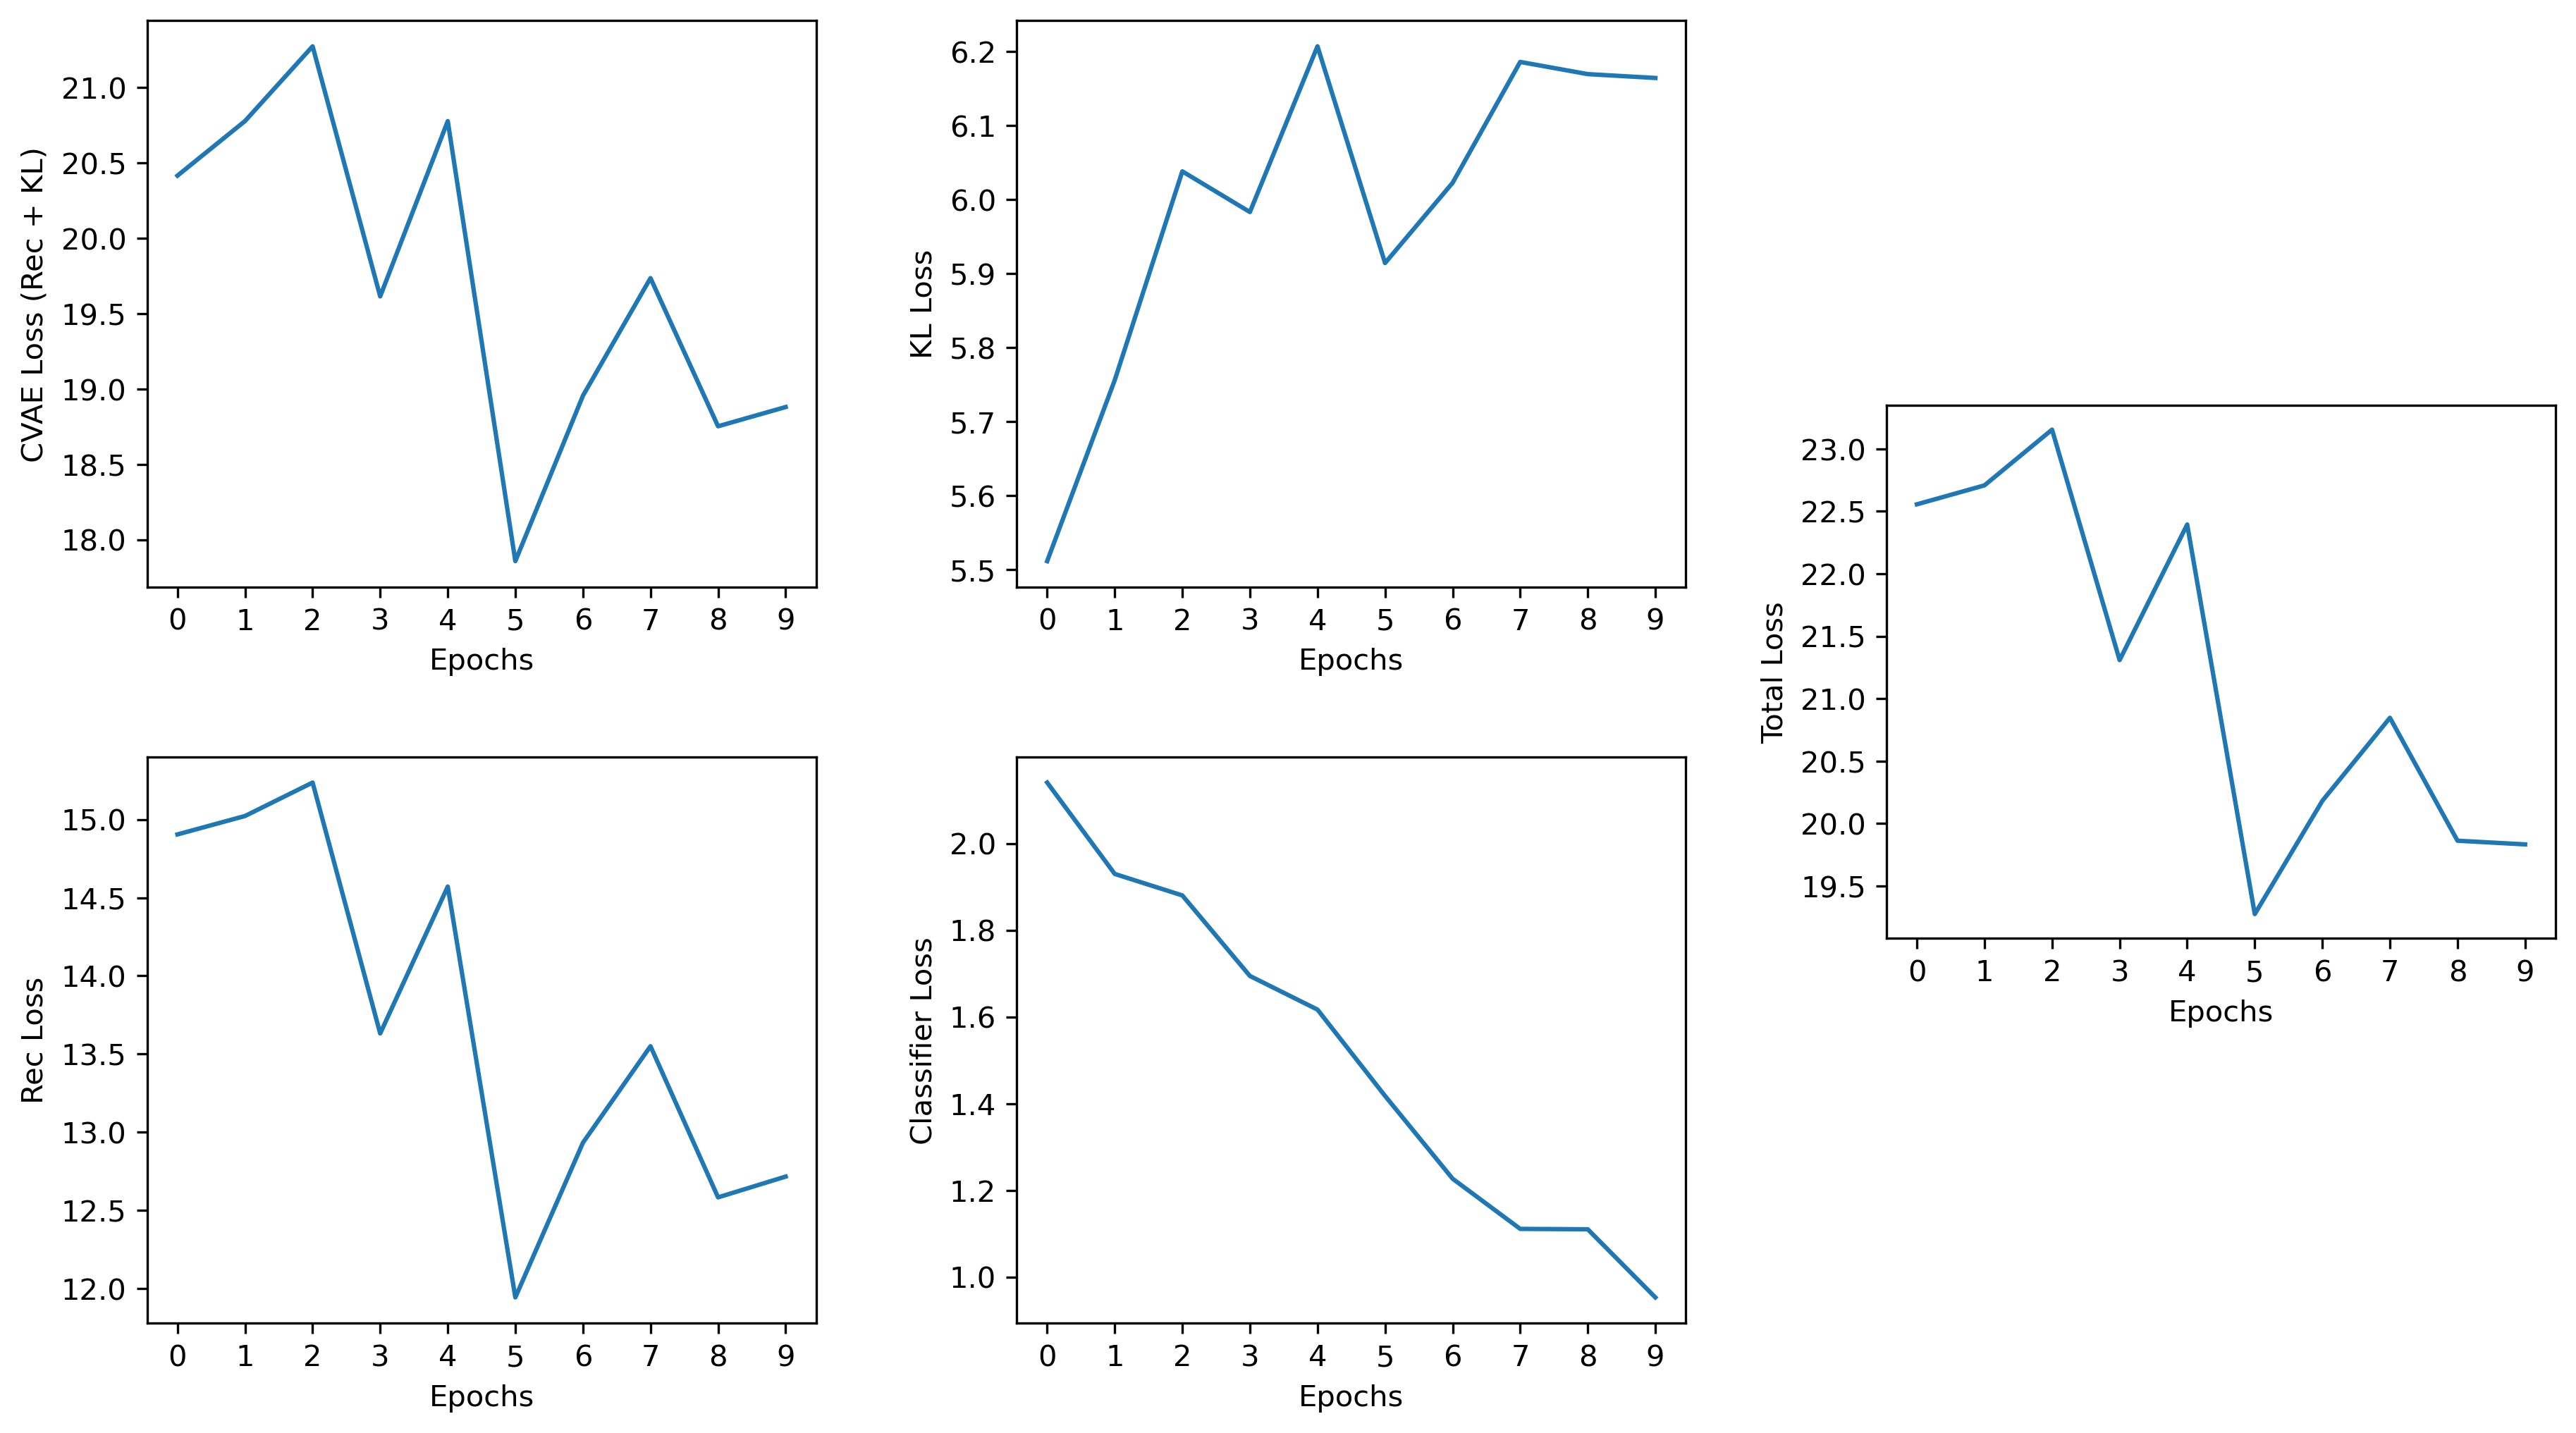 CVAE Loss (Rec + KL)
21.0
20.5
20.0
19.5
19.0
18.5
18.0
0 1 2 3 4 5 6 7 8 9
Epochs
KL Loss
6.2
6.1
6.0
5.9
5.8
5.7
5.6
5.5
0 1 2 3 4 5 6 7 8 9
Epochs
Rec Loss
15.0
14.5
14.0
13.5
13.0
12.5
12.0
0 1 2 3 4 5 6 7 8 9
Epochs
Classifier Loss
2.0
1.8
1.6
1.4
1.2
1.0
0 1 2 3 4 5 6 7 8 9
Epochs
Total Loss
23.0
22.5
22.0
21.5
21.0
20.5
20.0
19.5
0 1 2 3 4 5 6 7 8 9
Epochs